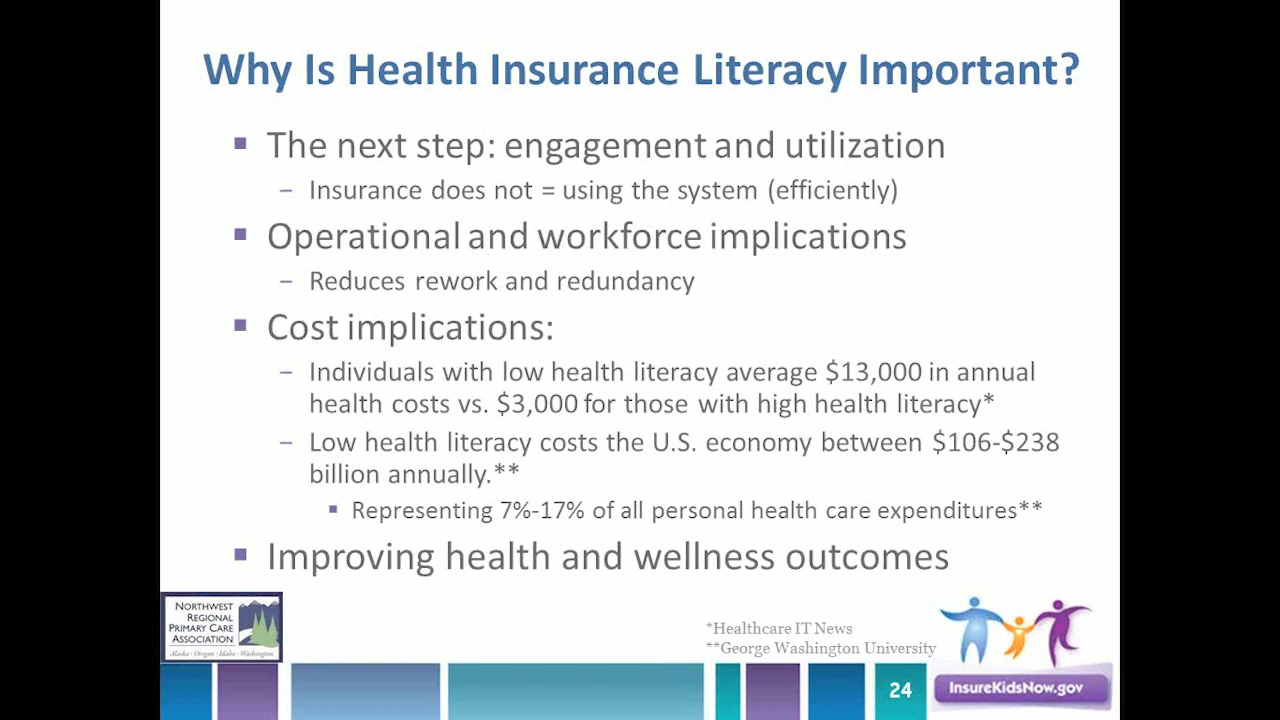 Why Is Health Insurance Literacy Important?
▪ The next step: engagement and utilization
– Insurance does not = using the system (efficiently)
▪ Operational and workforce implications
– Reduces rework and redundancy
▪ Cost implications:
– Individuals with low health literacy average $13,000 in annual
health costs vs. $3,000 for those with high health literacy*
– Low health literacy costs the U.S. economy between $106-$238
billion annually.**
▪ Representing 7%-17% of all personal health care expenditures**
▪ Improving health and wellness outcomes
NORTHWEST
REGIONAL
PRIMARY CARE
ASSOCIATION
Alaska · Oregon · Idaho · Washington
*Healthcare IT News
**George Washington University
24
InsureKidsNow.gov